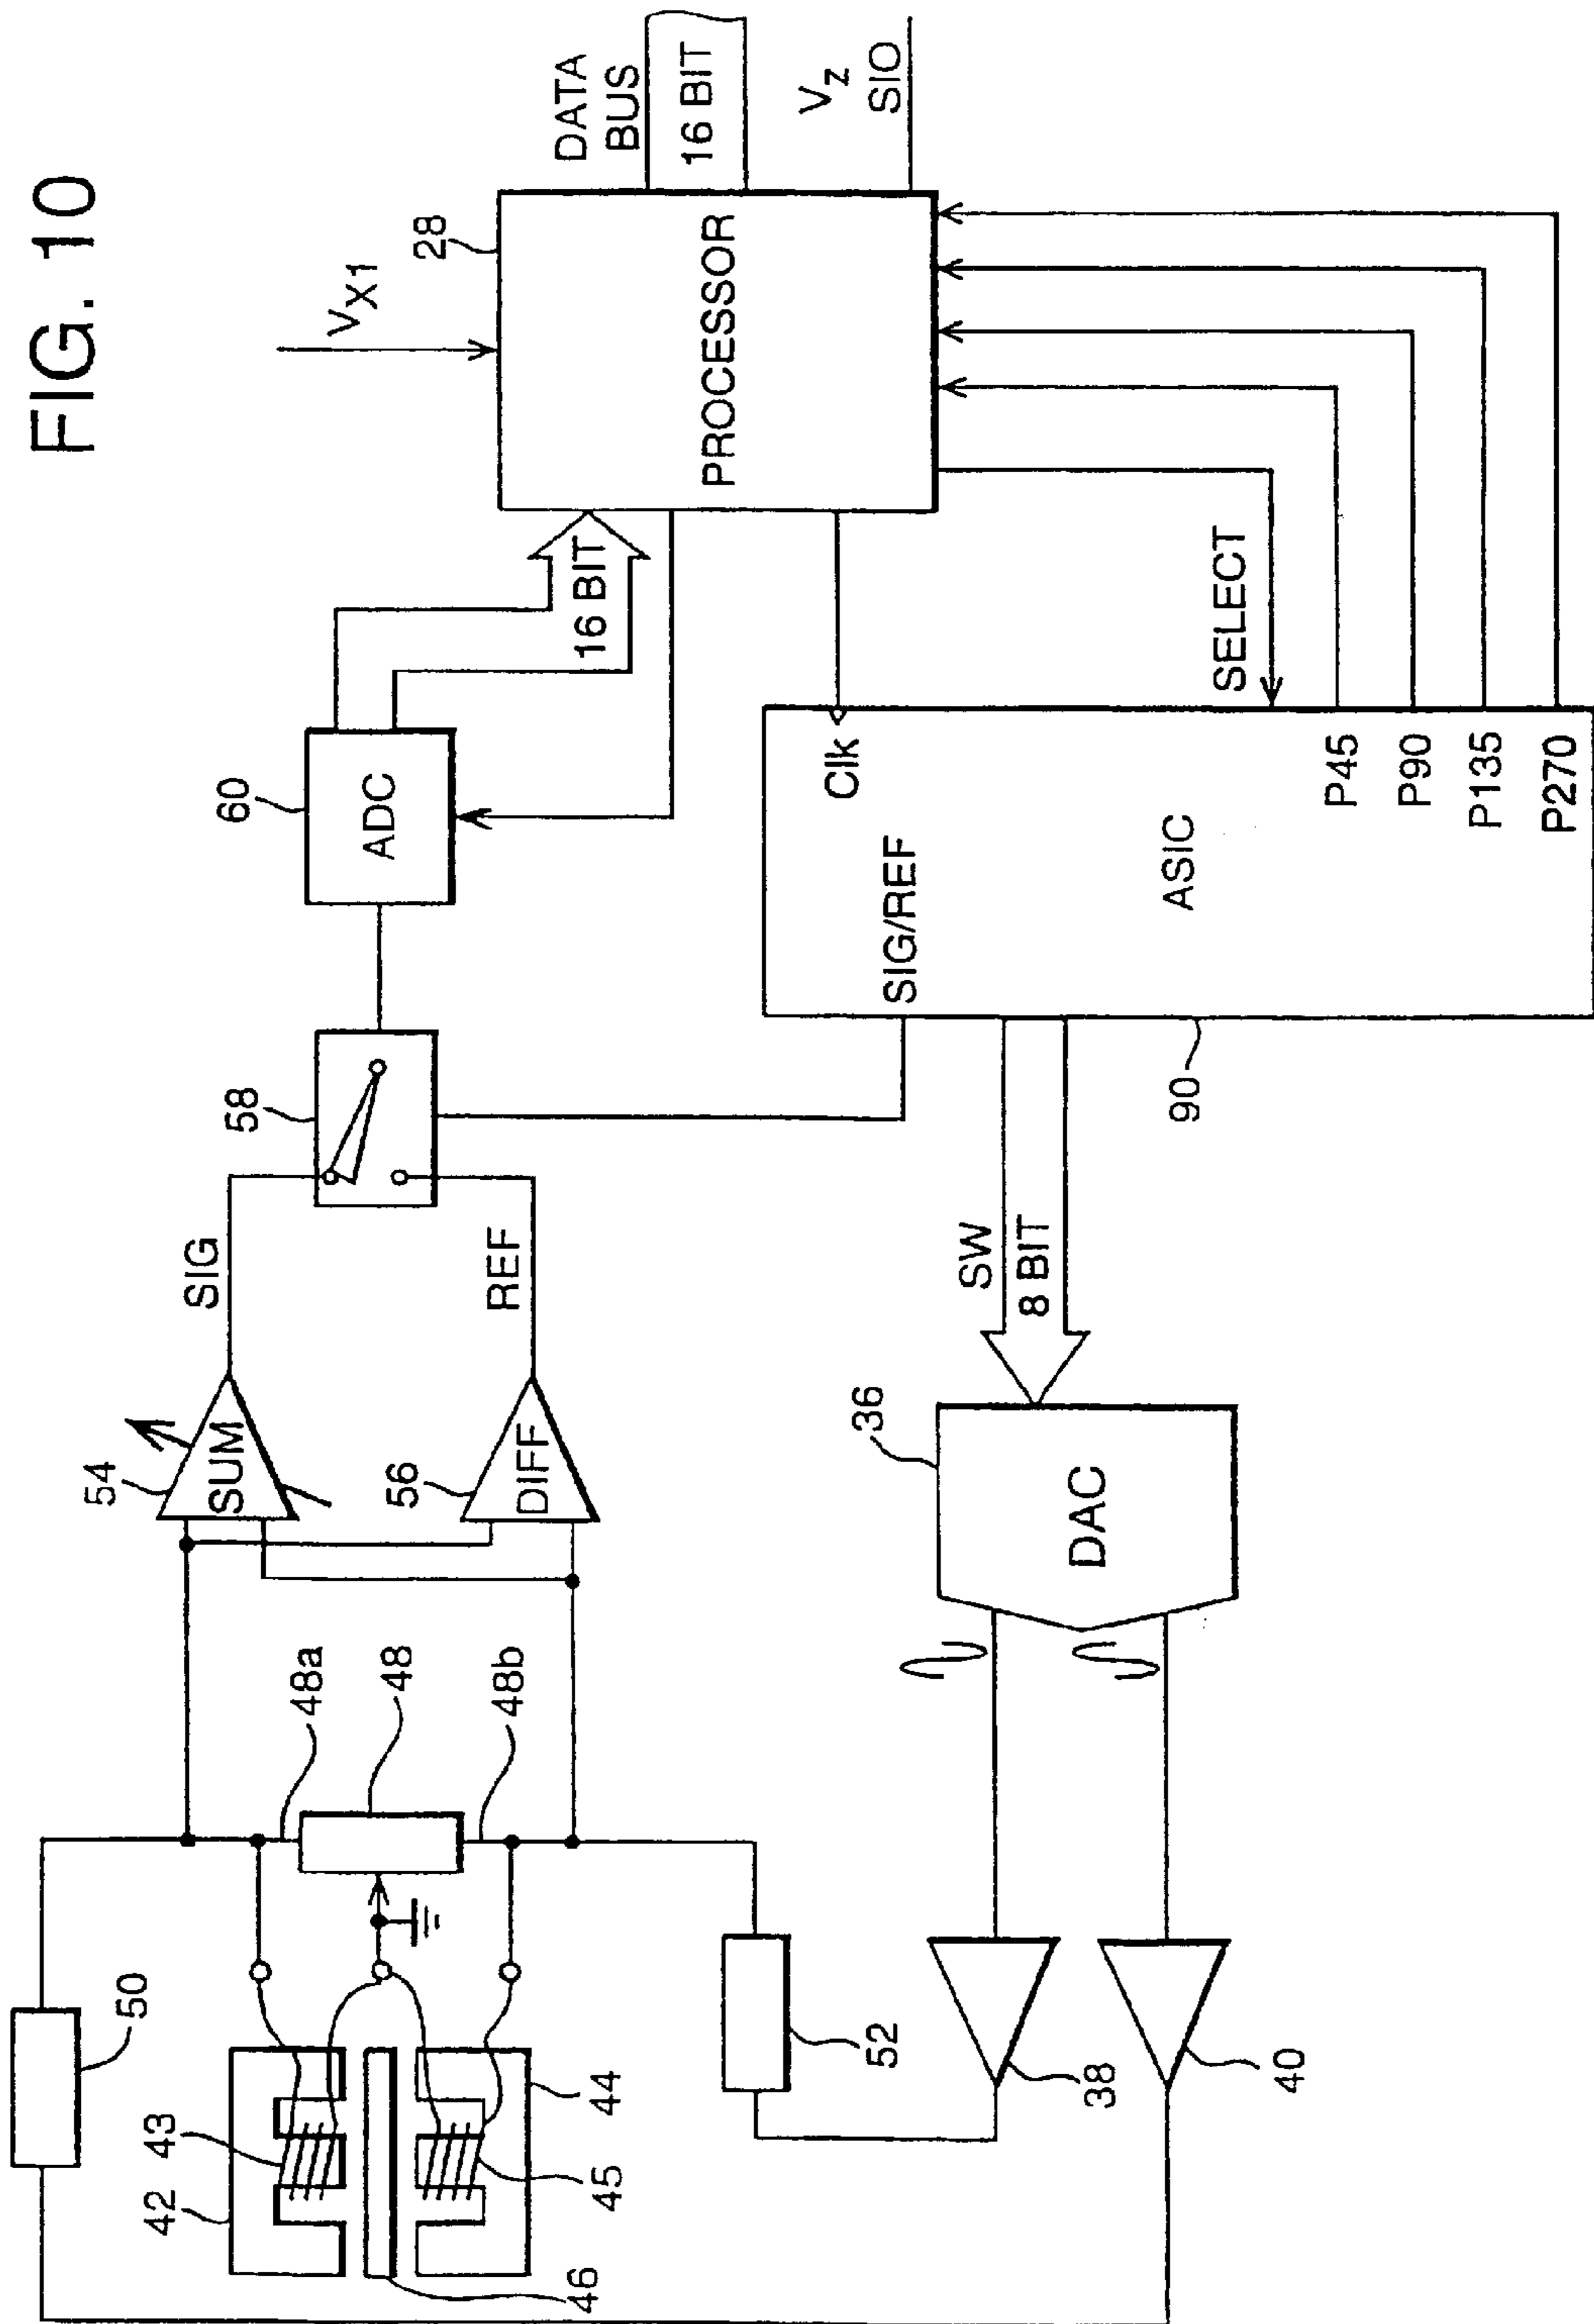 FIG. 10
50
42
43
46
44
45
48a
48
48b
52
38
40
54
SUM
56
DIFF
SIG
REF
58
60
ADC
16 BIT
V X1
28
PROCESSOR
DATA
BUS
16 BIT
V Z
SIO
36
DAC
SW
8 BIT
90
SIG/REF
ASIC
Clk
SELECT
P45
P90
P135
P270